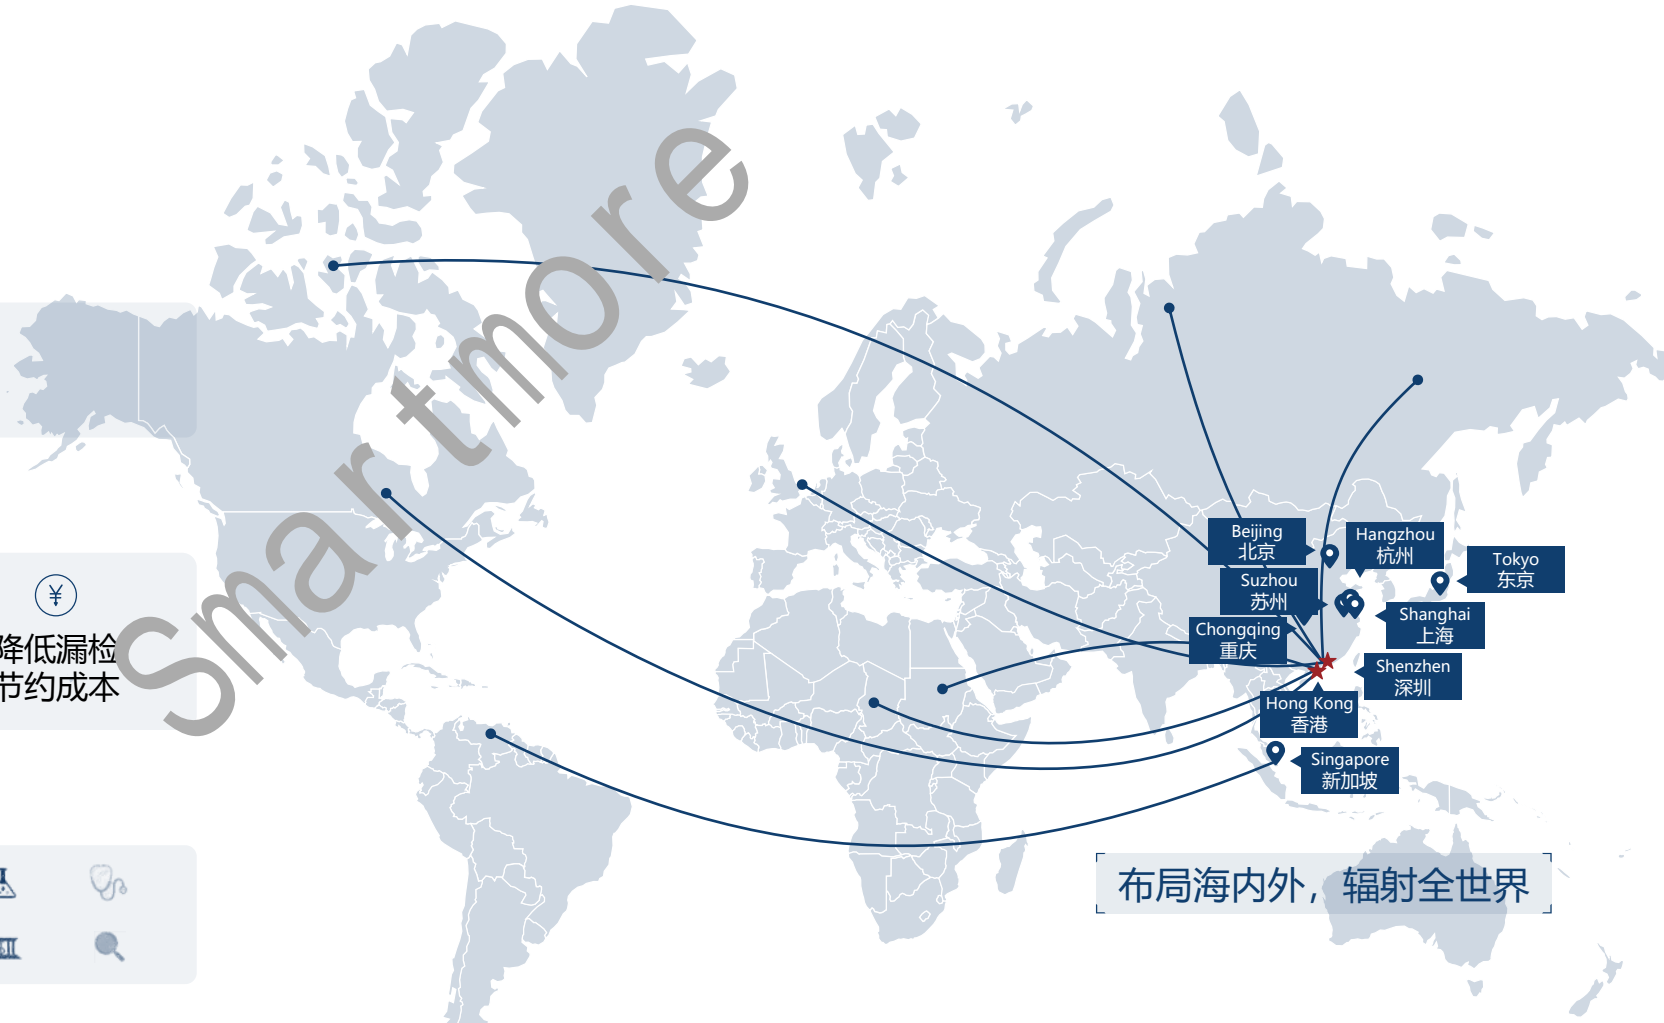 Smartmore
¥
降低漏检
节约成本
Beijing
北京
Hangzhou
杭州
Tokyo
东京
Suzhou
苏州
Shanghai
上海
Chongqing
重庆
Shenzhen
深圳
Hong Kong
香港
Singapore
新加坡
布局海内外，辐射全世界